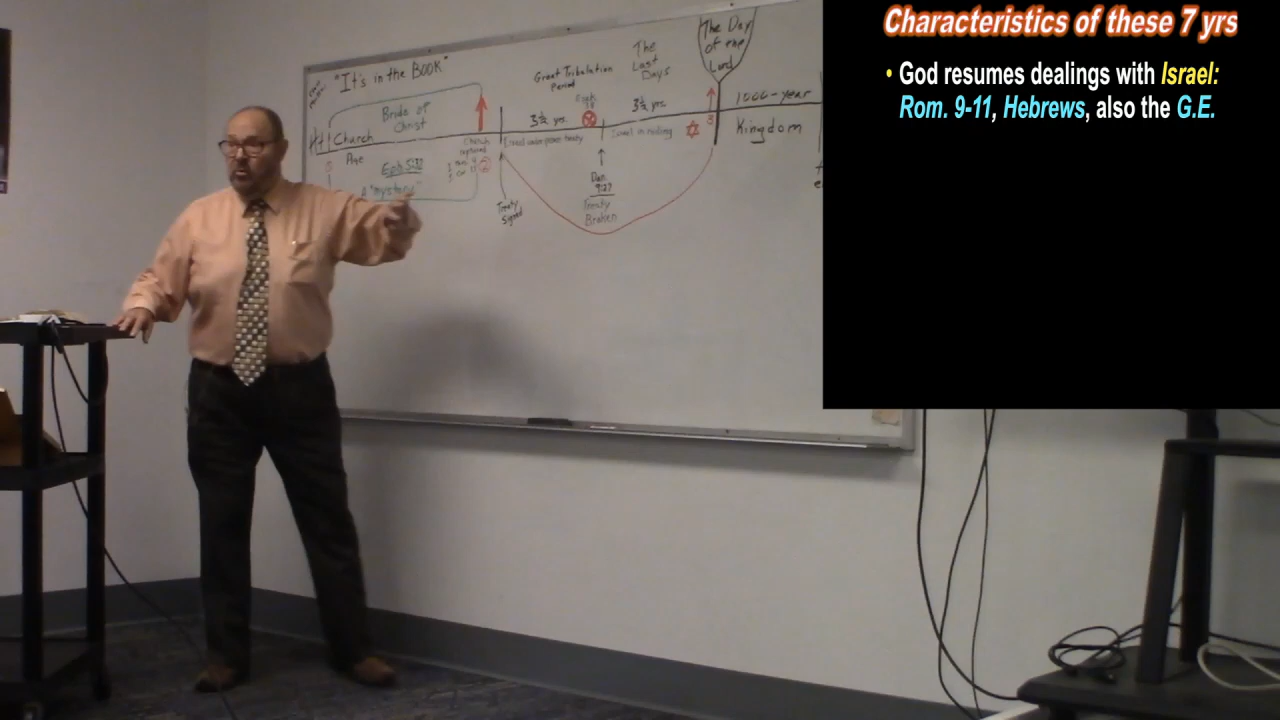 Characteristics of these 7 yrs
• God resumes dealings with Israel:
Rom. 9-11, Hebrews, also the G.E.
"It's in the BOOK"
Bride of
Christ
Church
Age
Eph. 5:32
A "mystery"
Church
raptured
Great Tribulation
Period
3½ yrs.
Israel under peace treaty
Treaty
Signed
Dan.
9:27
Treaty
Broken
The
Last
Days
3½ yrs.
Israel in hiding
The Day
of the
Lord
1000-year
Kingdom